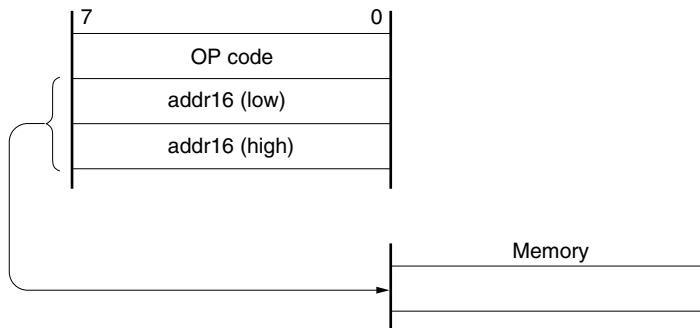 7 0
OP code
addr16 (low)
addr16 (high)
Memory